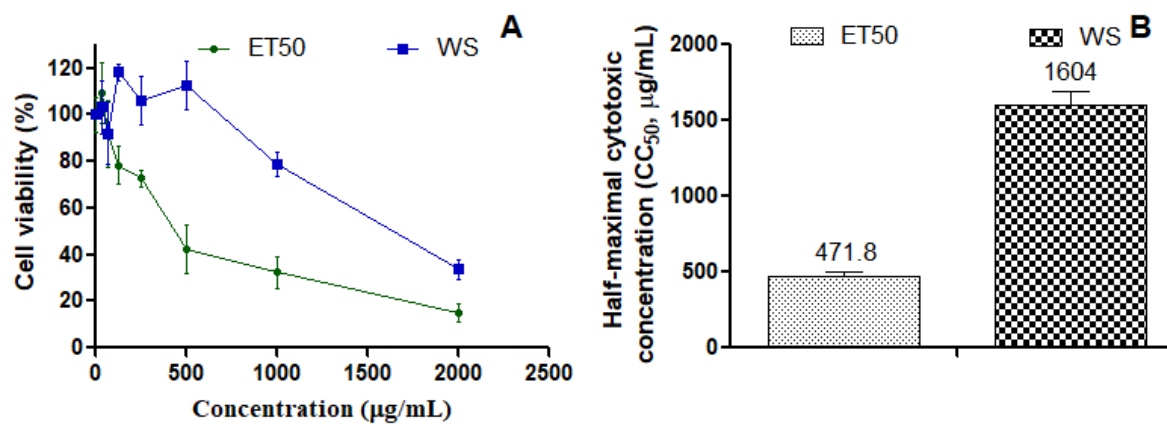 ET50
WS
A
Cell viability (%)
120
100
80
60
40
20
0
0
500
1000
1500
2000
2500
Concentration (µg/mL)
ET50
WS
B
Half-maximal cytotoxic
concentration (CC50, µg/mL)
2000
1500
1000
500
0
471.8
1604